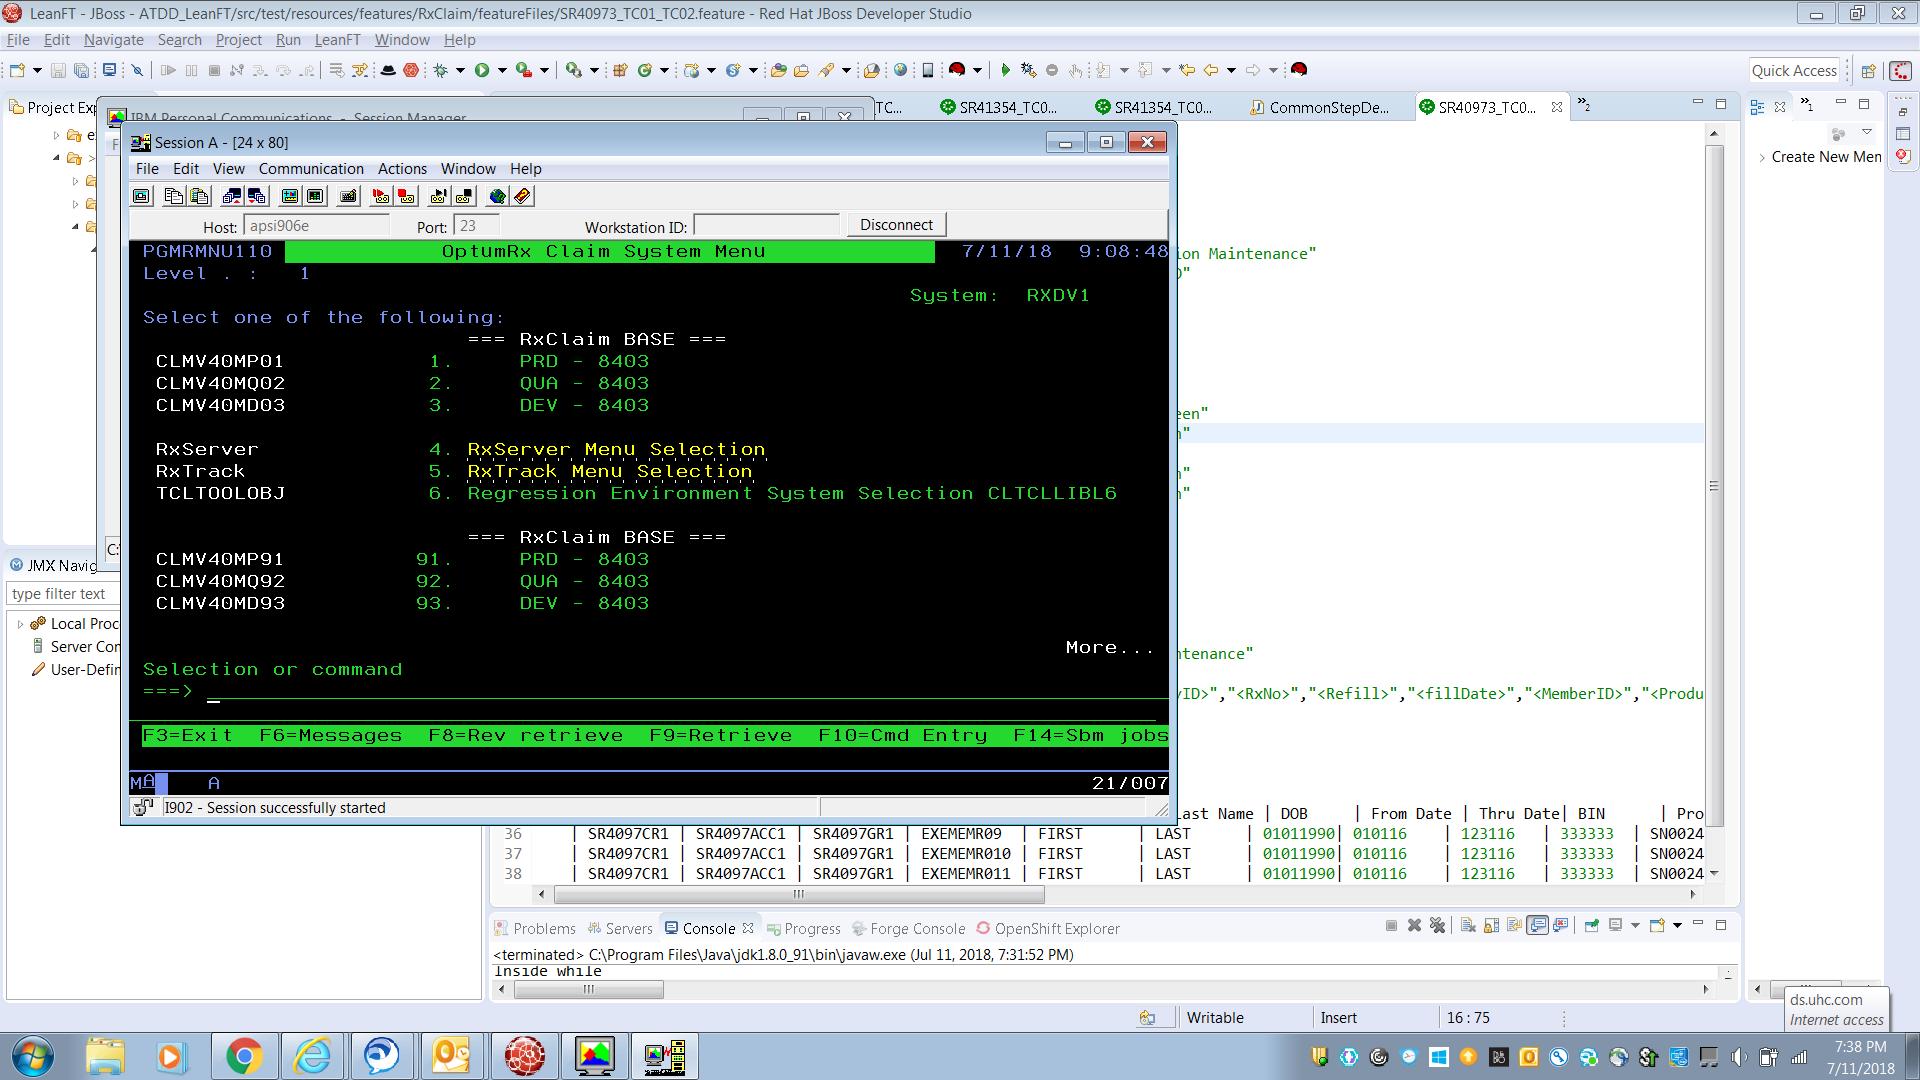 LeanFT - JBoss - ATDD_LeanFT/src/test/resources/features/RxClaim/featureFiles/SR40973_TC01_TC02.feature - Red Hat JBoss Developer Studio
File Edit Navigate Search Project Run LeanFT Window Help
Quick Access
Project Exp
IBM Personal Communications - Session Manager
TC...
SR41354_TC0...
SR41354_TC0...
CommonStepDe...
SR40973_TC0...
Session A - [24 x 80]
File Edit View Communication Actions Window Help
Create New Mer
Host: apsi906e Port: 23 Workstation ID: Disconnect
PGMRMNU110 OptumRx Claim System Menu 7/11/18 9:08:48
Level . : 1
System: RXDV1
Select one of the following:
=== RxClaim BASE ===
CLMV40MP01 1. PRD - 8403
CLMV40MQ02 2. QUA - 8403
CLMV40MD03 3. DEV - 8403
RxServer 4. RxServer Menu Selection
RxTrack 5. RxTrack Menu Selection
TCLTOOLOBJ 6. Regression Environment System Selection CLTCLLIBL6
=== RxClaim BASE ===
CLMV40MP91 91. PRD - 8403
CLMV40MQ92 92. QUA - 8403
CLMV40MD93 93. DEV - 8403
More...
Selection or command
===>
F3=Exit F6=Messages F8=Rev retrieve F9=Retrieve F10=Cmd Entry F14=Sbm jobs
MA A 21/007
I902 - Session successfully started
ion Maintenance"
een"
ntenance"
ID>","<RxNo>","<Refill>","<fillDate>","<MemberID>","<Produ
C:
JMX Navig
type filter text
Local Proc
Server Con
User-Defin
Last Name | DOB | From Date | Thru Date| BIN | Pro
36 | SR4097CR1 | SR4097ACC1 | SR4097GR1 | EXEMEMR09 | FIRST | LAST | 01011990| 010116 | 123116 | 333333 | SN0024
37 | SR4097CR1 | SR4097ACC1 | SR4097GR1 | EXEMEMR010 | FIRST | LAST | 01011990| 010116 | 123116 | 333333 | SN0024
38 | SR4097CR1 | SR4097ACC1 | SR4097GR1 | EXEMEMR011 | FIRST | LAST | 01011990| 010116 | 123116 | 333333 | SN0024
Problems Servers Console Progress Forge Console OpenShift Explorer
<terminated> C:\Program Files\Java\jdk1.8.0_91\bin\javaw.exe (Jul 11, 2018, 7:31:52 PM)
Inside while
ds.uhc.com
Internet access
Writable Insert 16 : 75
7:38 PM
7/11/2018